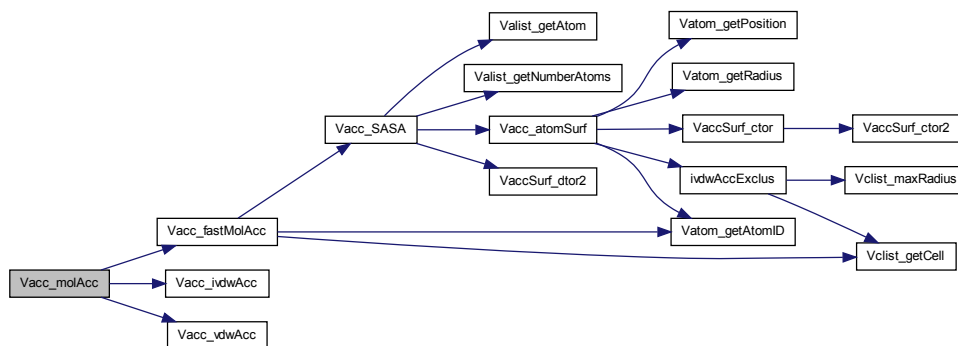 Valist_getAtom
Vatom_getPosition
Valist_getNumberAtoms
Vatom_getRadius
Vacc_SASA
Vacc_atomSurf
VaccSurf_ctor
VaccSurf_ctor2
VaccSurf_dtor2
ivdwAccExclus
Vclist_maxRadius
Vacc_fastMolAcc
Vatom_getAtomID
Vclist_getCell
Vacc_molAcc
Vacc_ivdwAcc
Vacc_vdwAcc